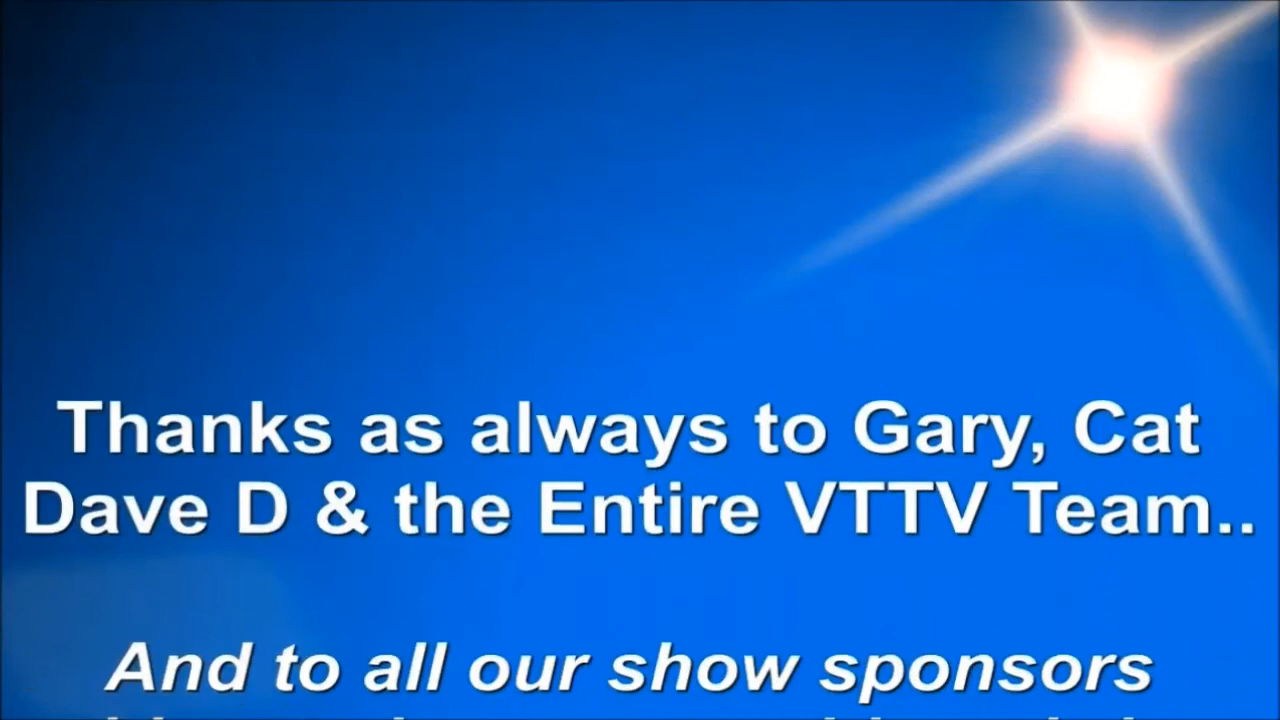 Thanks as always to Gary, Cat
Dave D & the Entire VTTV Team..
And to all our show sponsors